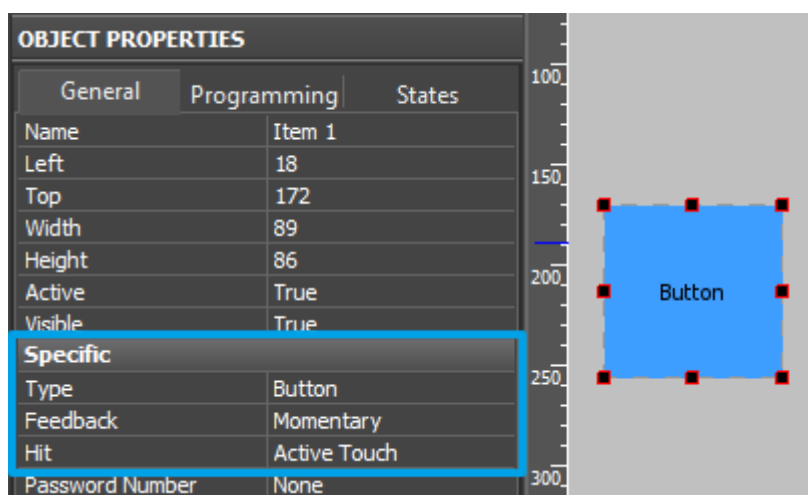 OBJECT PROPERTIES
General Programming States
Name Item 1
Left 18
Top 172
Width 89
Height 86
Active True
Visible True
Specific
Type Button
Feedback Momentary
Hit Active Touch
Password Number None
100
150
200
250
300
Button